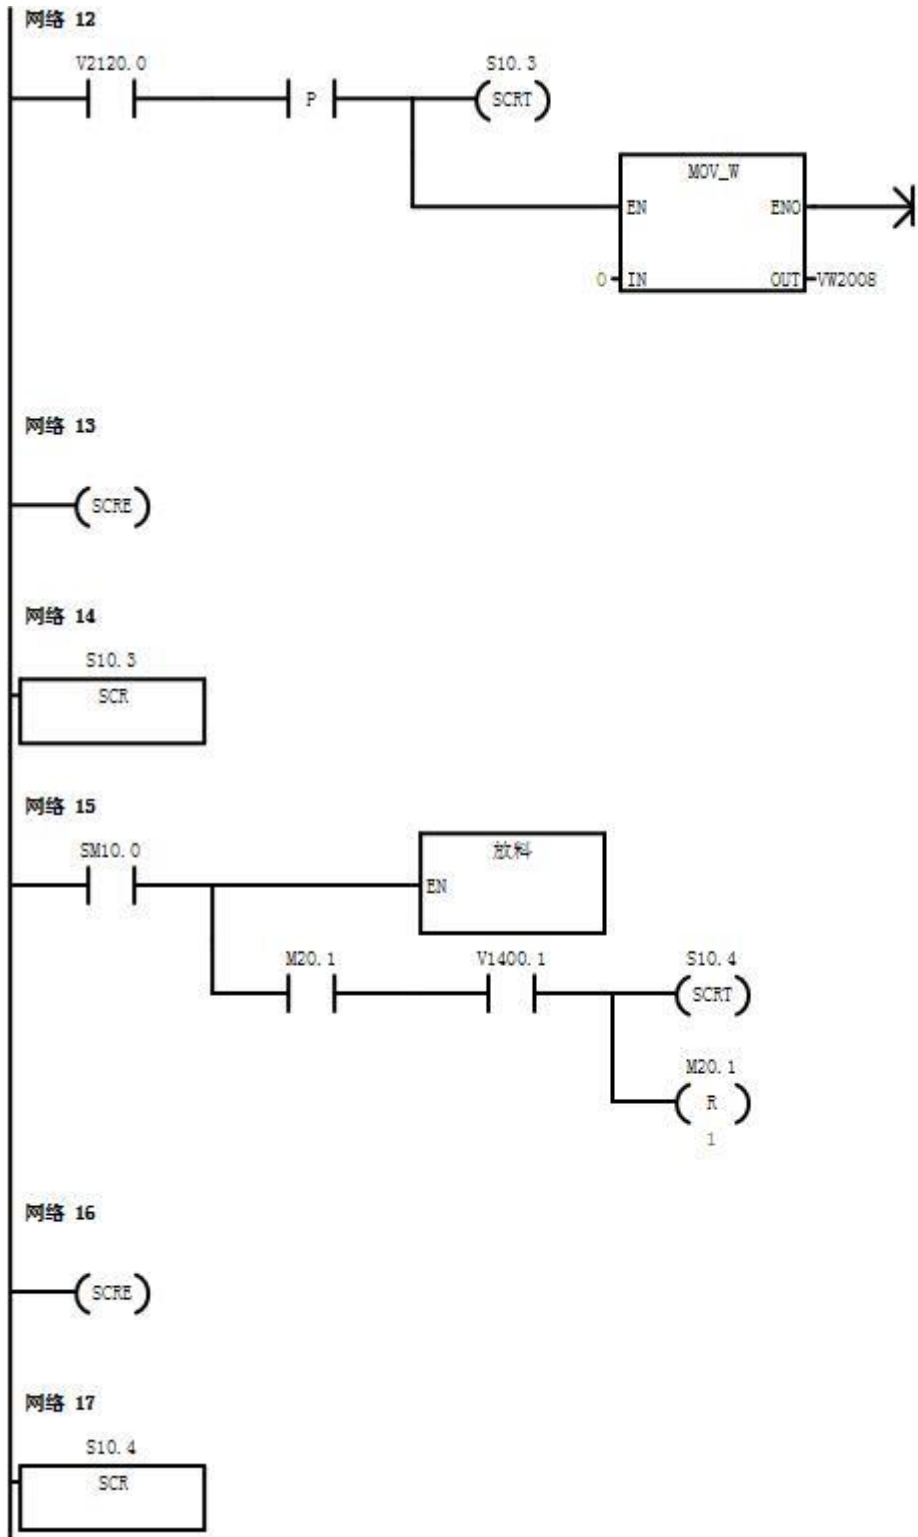 网络 12
V2120.0
P
S10.3
SCRT
MOV_W
EN ENO
0 IN OUT VW2008
网络 13
SCRE
网络 14
S10.3
SCR
网络 15
SM10.0
放料
EN
M20.1 V1400.1 S10.4
SCRT
M20.1
R
1
网络 16
SCRE
网络 17
S10.4
SCR